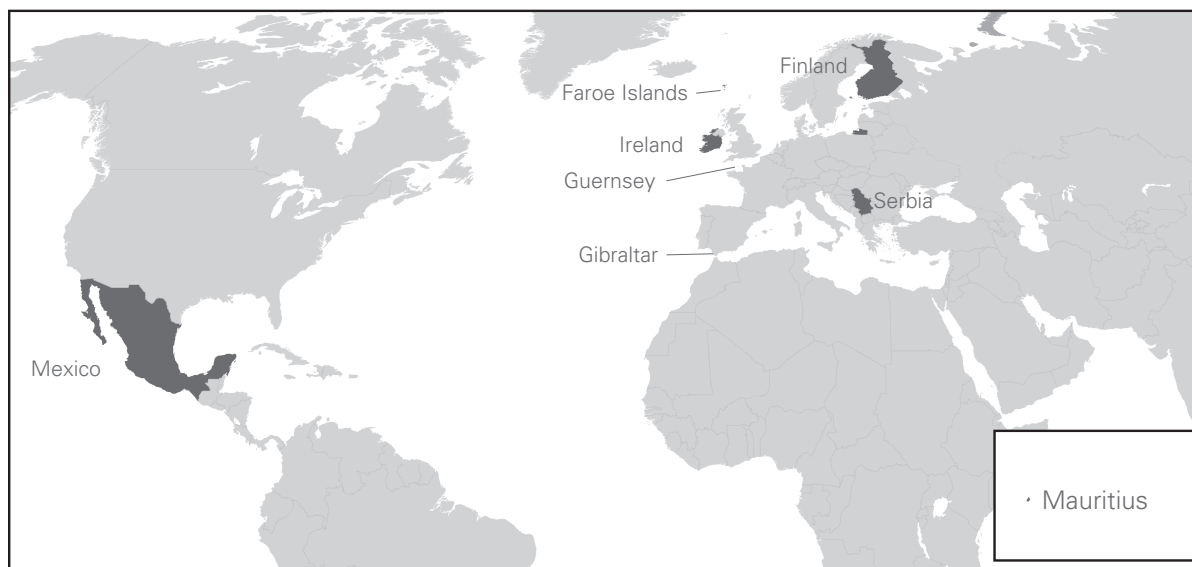 Finland
Faroe Islands
Ireland
Guernsey
Serbia
Gibraltar
Mexico
Mauritius